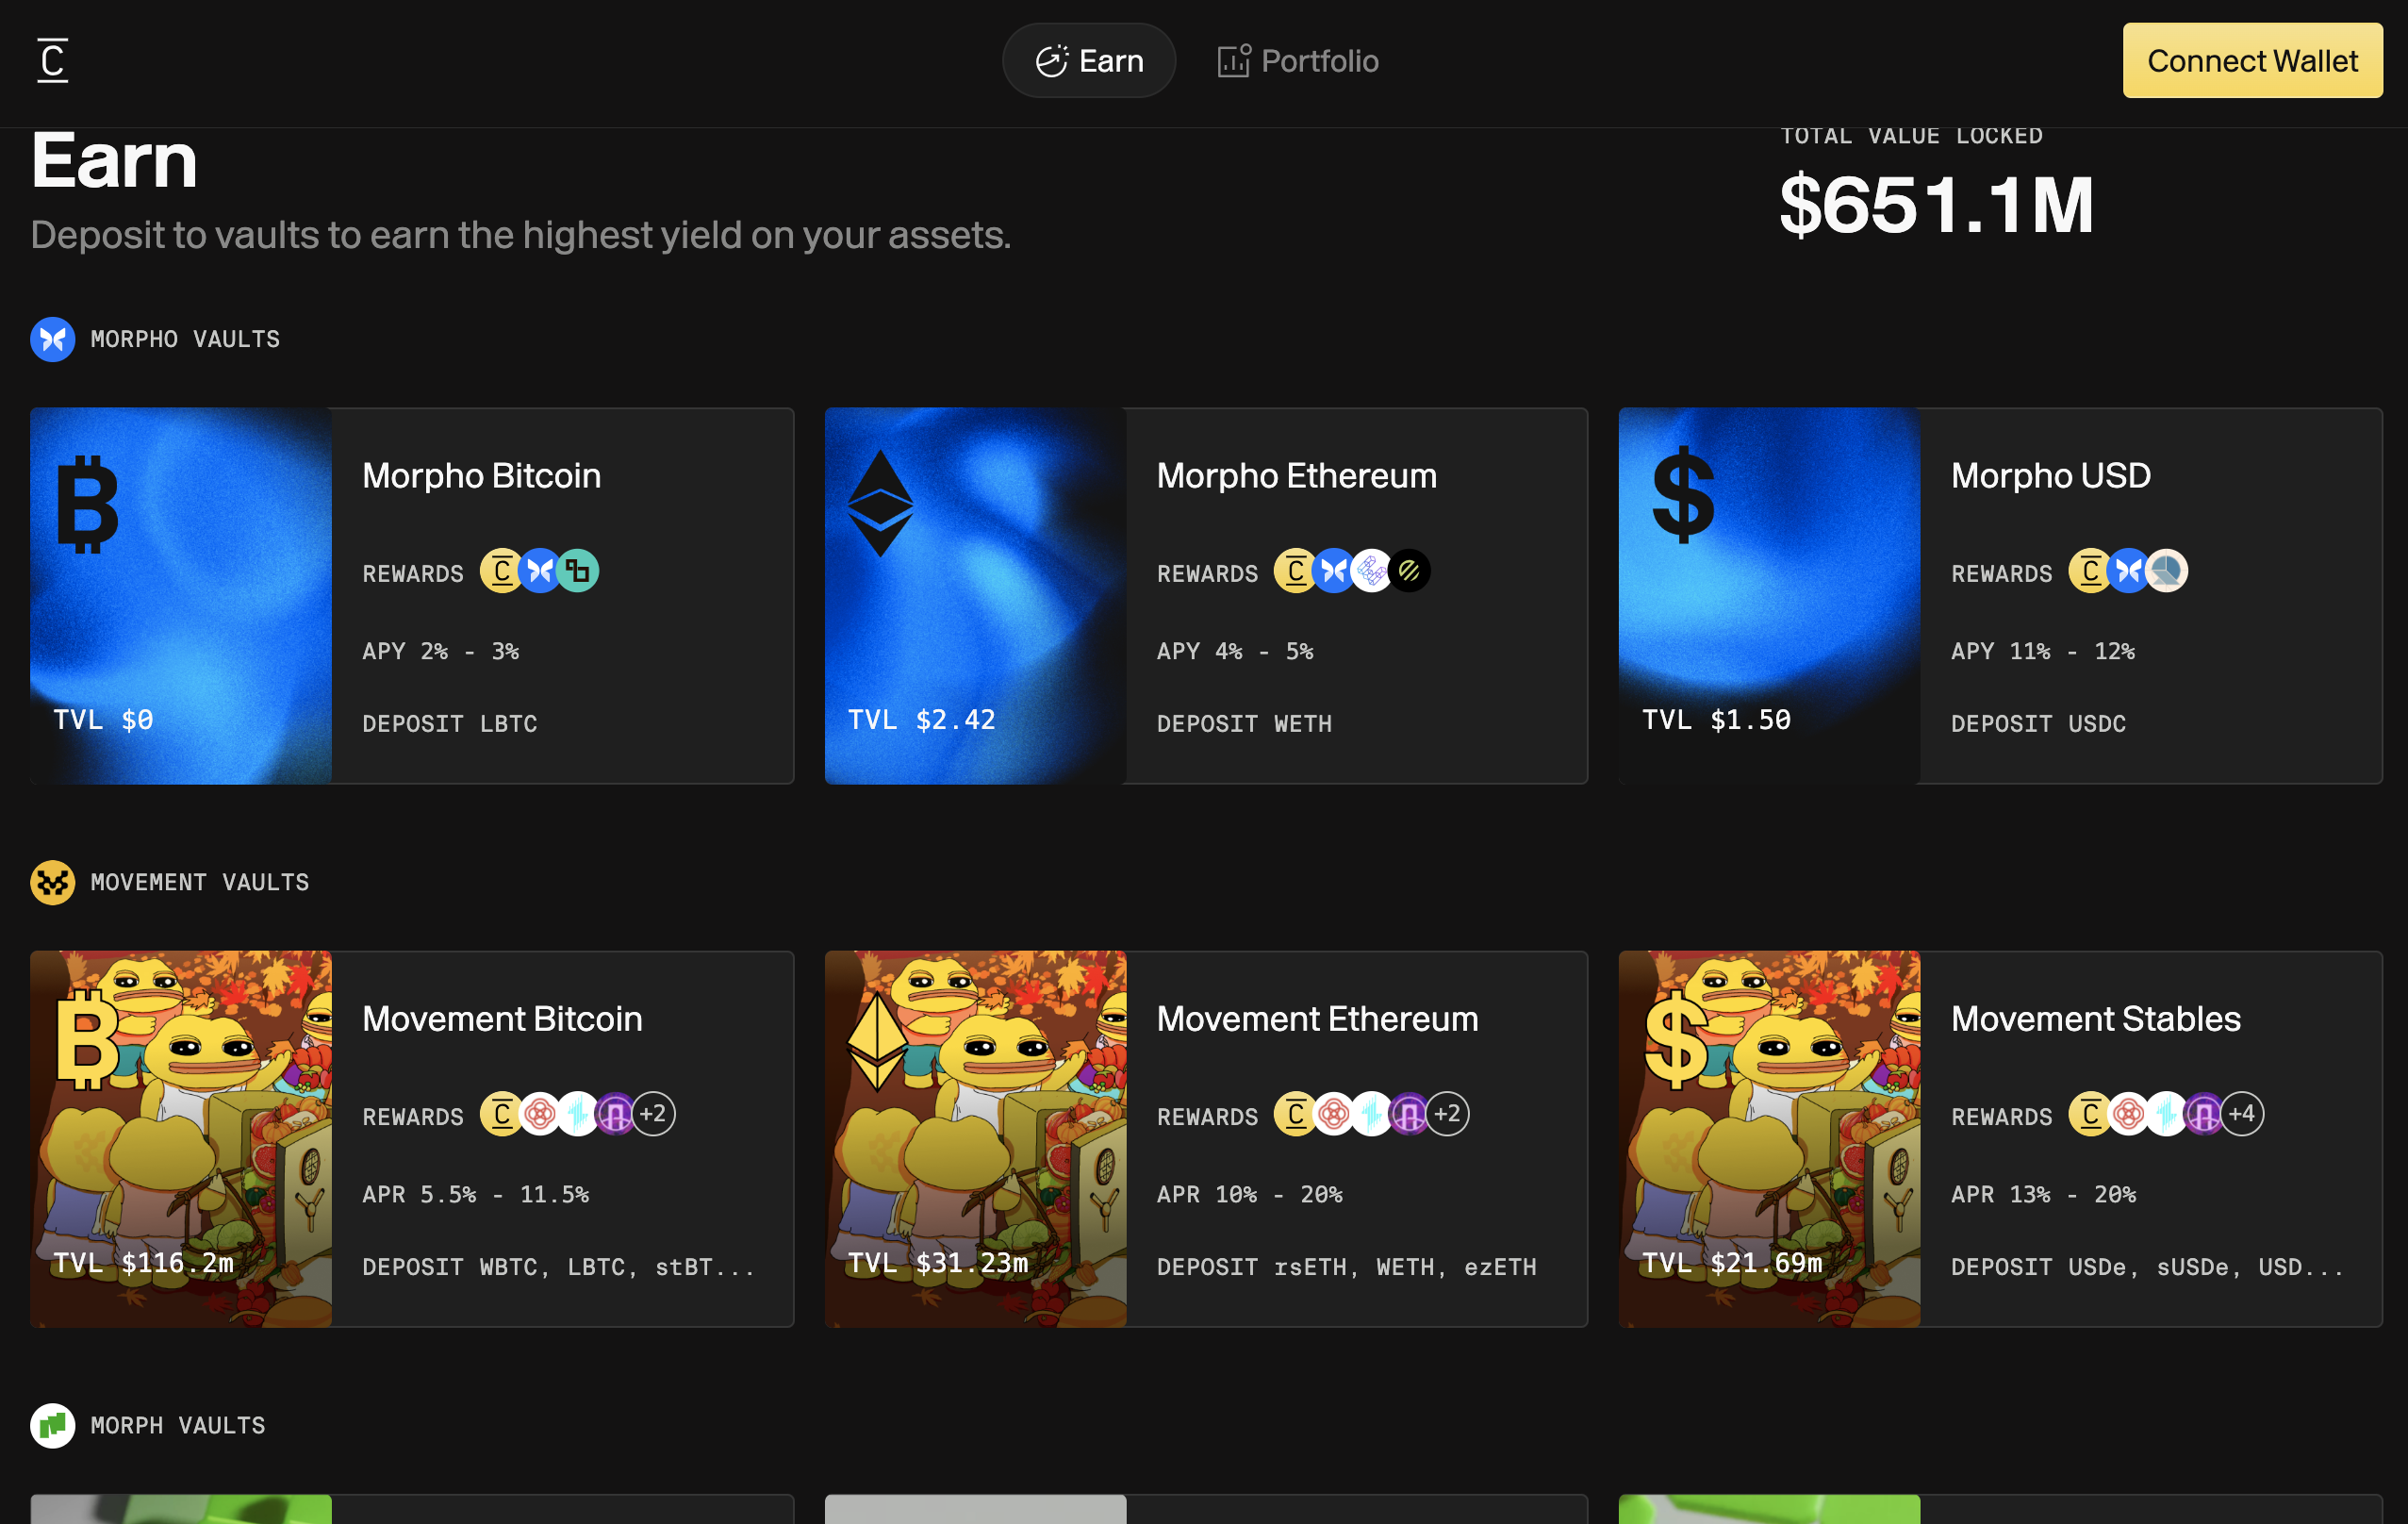 C
Earn
Portfolio
Connect Wallet
Earn
TOTAL VALUE LOCKED
$651.1M
Deposit to vaults to earn the highest yield on your assets.
MORPHO VAULTS
Morpho Bitcoin
REWARDS
APY 2% - 3%
TVL $0
DEPOSIT LBTC
Morpho Ethereum
REWARDS
APY 4% - 5%
TVL $2.42
DEPOSIT WETH
Morpho USD
REWARDS
APY 11% - 12%
TVL $1.50
DEPOSIT USDC
MOVEMENT VAULTS
Movement Bitcoin
REWARDS +2
APR 5.5% - 11.5%
TVL $116.2m
DEPOSIT WBTC, LBTC, stBT...
Movement Ethereum
REWARDS +2
APR 10% - 20%
TVL $31.23m
DEPOSIT rsETH, WETH, ezETH
Movement Stables
REWARDS +4
APR 13% - 20%
TVL $21.69m
DEPOSIT USDe, sUSDe, USD...
MORPH VAULTS